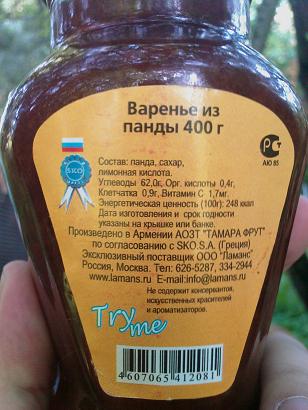 Варенье из
панды 400 г
SKO
РС
АЮ 85
Состав: панда, сахар,
лимонная кислота.
Углеводы 62,0г, Орг. кислоты 0,4г,
Клетчатка 0,9г, Витамин С 1,7мг.
Энергетическая ценность (100г): 248 ккал
Дата изготовения и срок годности
указаны на крышке или банке.
Произведено в Армении АОЗТ "ТАМАРА ФРУТ"
по согласованию с SKO.S.A. (Греция)
Эксклюзивный поставщик ООО "Ламанс"
Россия, Москва. Тел: 626-5287, 334-2944
www.lamans.ru E-mail:info@lamans.ru
Не содержит консервантов,
искусственных красителей
и ароматизаторов.
Try me
4 607065 412081